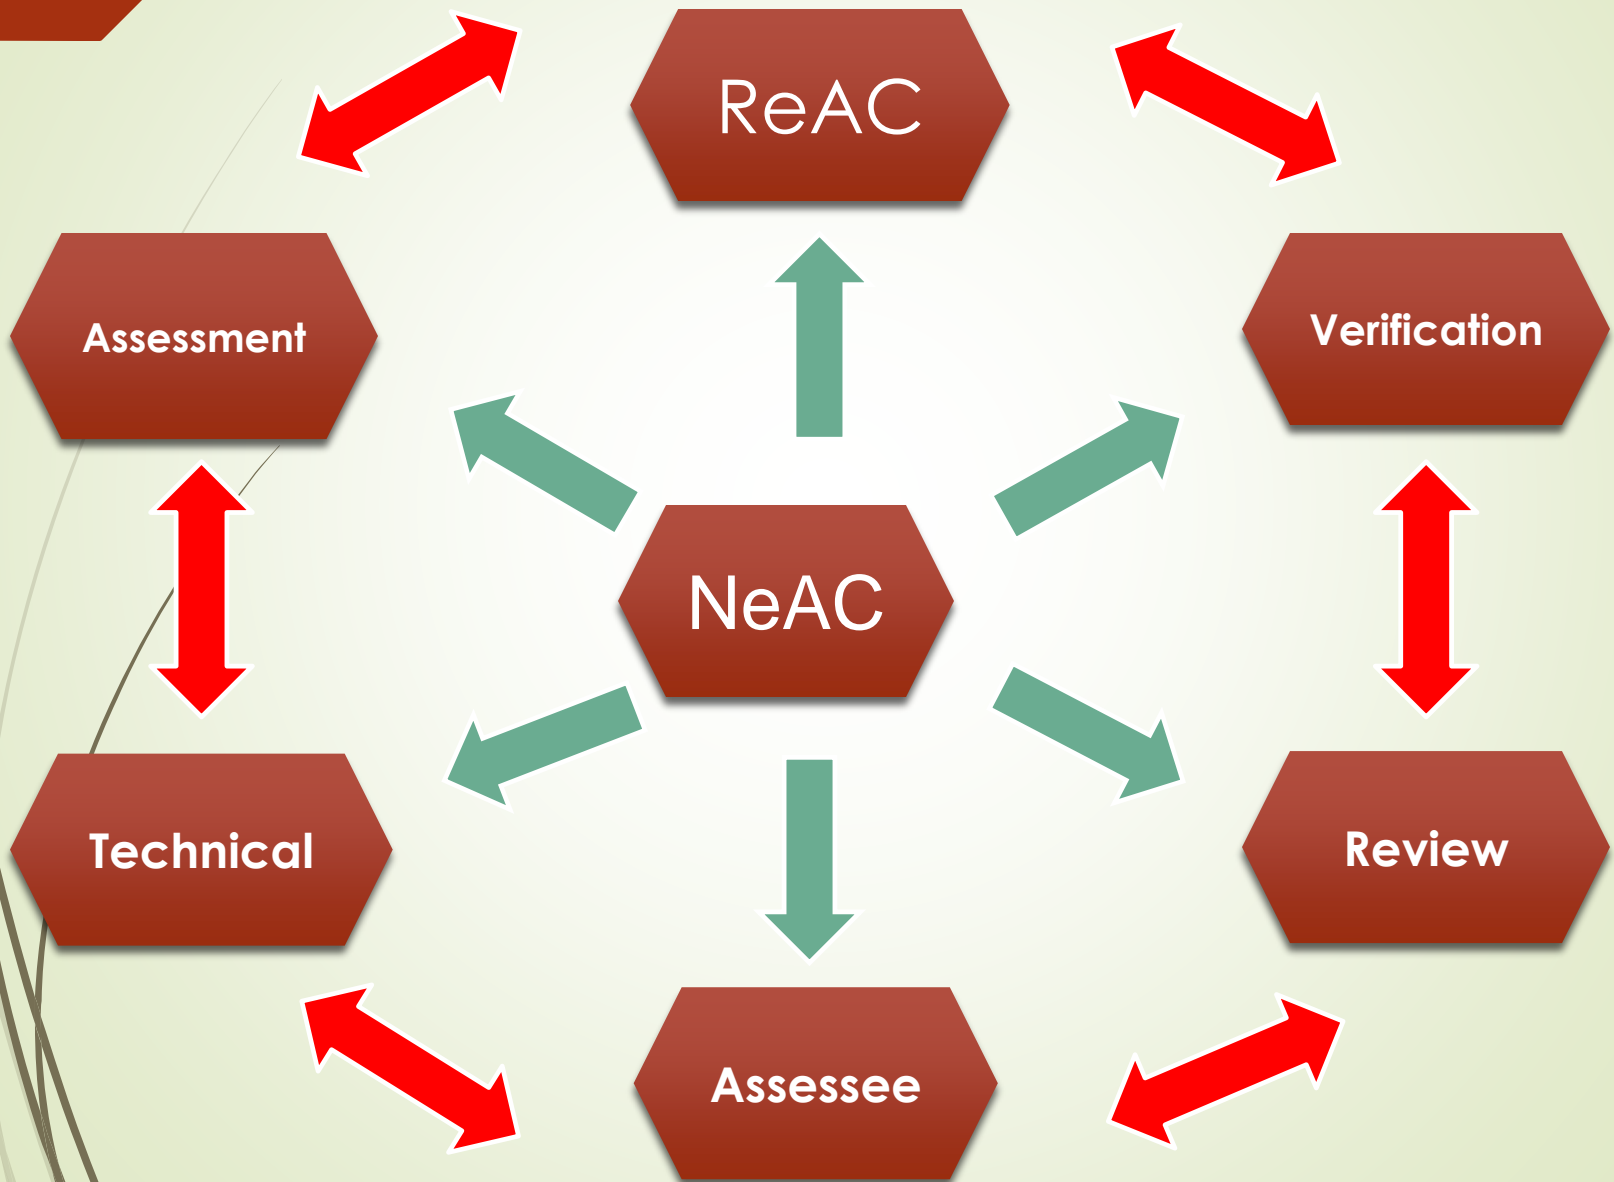 ReAC
Assessment
Verification
NeAC
Technical
Review
Assessee